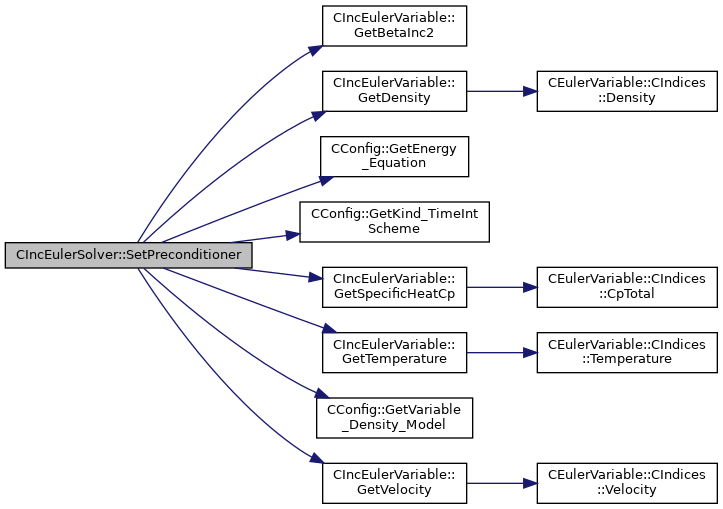 CIncEulerSolver::SetPreconditioner
CIncEulerVariable::
GetBetaInc2
CIncEulerVariable::
GetDensity
CEulerVariable::CIndices
::Density
CConfig::GetEnergy
_Equation
CConfig::GetKind_TimeInt
Scheme
CIncEulerVariable::
GetSpecificHeatCp
CEulerVariable::CIndices
::CpTotal
CIncEulerVariable::
GetTemperature
CEulerVariable::CIndices
::Temperature
CConfig::GetVariable
_Density_Model
CIncEulerVariable::
GetVelocity
CEulerVariable::CIndices
::Velocity